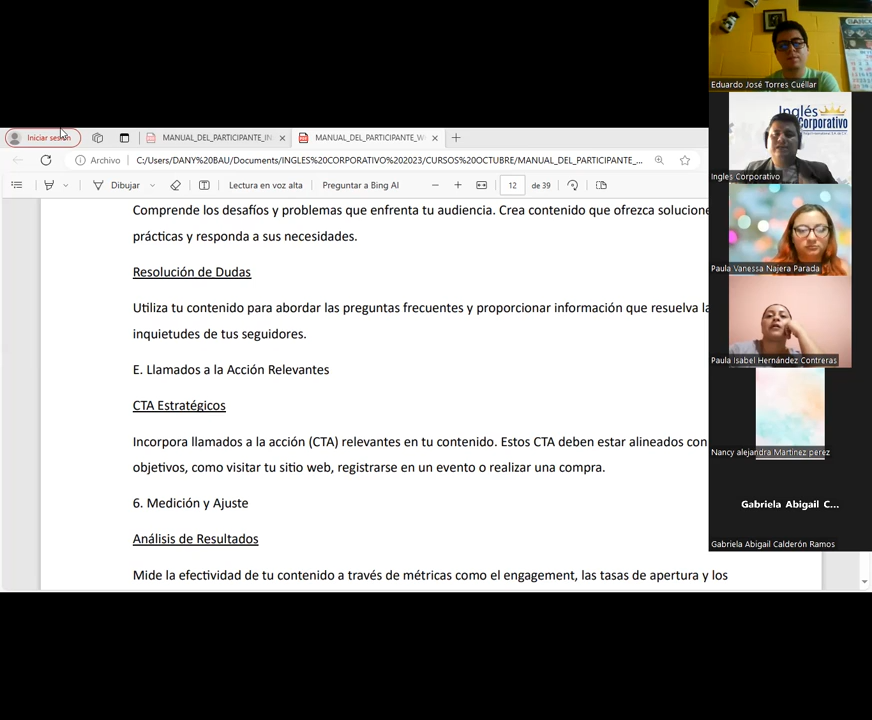 Iniciar sesión
MANUAL_DEL_PARTICIPANTE_IN
MANUAL_DEL_PARTICIPANTE_W
Archivo
C:/Users/DANY%20BAU/Documents/INGLES%20CORPORATIVO%202023/CURSOS%20OCTUBRE/MANUAL_DEL_PARTICIPANTE_...
Dibujar
Lectura en voz alta
Preguntar a Bing AI
12
de 39
Comprende los desafíos y problemas que enfrenta tu audiencia. Crea contenido que ofrezca solucione
prácticas y responda a sus necesidades.
Resolución de Dudas
Utiliza tu contenido para abordar las preguntas frecuentes y proporcionar información que resuelva la
inquietudes de tus seguidores.
E. Llamados a la Acción Relevantes
CTA Estratégicos
Incorpora llamados a la acción (CTA) relevantes en tu contenido. Estos CTA deben estar alineados con
objetivos, como visitar tu sitio web, registrarse en un evento o realizar una compra.
6. Medición y Ajuste
Análisis de Resultados
Mide la efectividad de tu contenido a través de métricas como el engagement, las tasas de apertura y los
Eduardo José Torres Cuéllar
Inglés
Corporativo
Ingles Corporativo
Paula Vanessa Najera Parada
Paula Isabel Hernández Contreras
Nancy alejandra Martinez perez
Gabriela Abigail C...
Gabriela Abigail Calderón Ramos